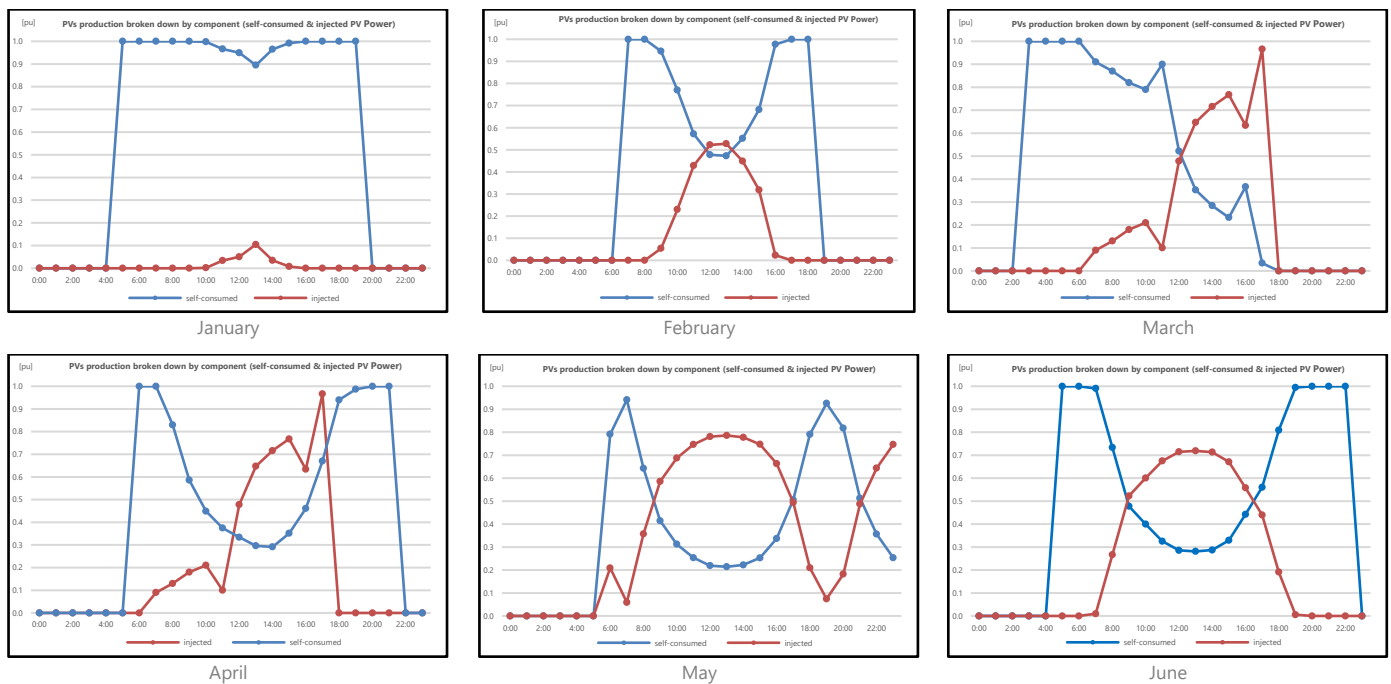 [pu] PVs production broken down by component (self-consumed & injected PV Power)
1.0
0.9
0.8
0.7
0.6
0.5
0.4
0.3
0.2
0.1
0.0
0:00 2:00 4:00 6:00 8:00 10:00 12:00 14:00 16:00 18:00 20:00 22:00
self-consumed injected
January
[pu] PVs production broken down by component (self-consumed & injected PV Power)
1.0
0.9
0.8
0.7
0.6
0.5
0.4
0.3
0.2
0.1
0.0
0:00 2:00 4:00 6:00 8:00 10:00 12:00 14:00 16:00 18:00 20:00 22:00
self-consumed injected
February
[pu] PVs production broken down by component (self-consumed & injected PV Power)
1.0
0.9
0.8
0.7
0.6
0.5
0.4
0.3
0.2
0.1
0.0
0:00 2:00 4:00 6:00 8:00 10:00 12:00 14:00 16:00 18:00 20:00 22:00
self-consumed injected
March
[pu] PVs production broken down by component (self-consumed & injected PV Power)
1.0
0.9
0.8
0.7
0.6
0.5
0.4
0.3
0.2
0.1
0.0
0:00 2:00 4:00 6:00 8:00 10:00 12:00 14:00 16:00 18:00 20:00 22:00
injected self-consumed
April
[pu] PVs production broken down by component (self-consumed & injected PV Power)
1.0
0.9
0.8
0.7
0.6
0.5
0.4
0.3
0.2
0.1
0.0
0:00 2:00 4:00 6:00 8:00 10:00 12:00 14:00 16:00 18:00 20:00 22:00
self-consumed injected
May
[pu] PVs production broken down by component (self-consumed & injected PV Power)
1.0
0.9
0.8
0.7
0.6
0.5
0.4
0.3
0.2
0.1
0.0
0:00 2:00 4:00 6:00 8:00 10:00 12:00 14:00 16:00 18:00 20:00 22:00
self-consumed injected
June